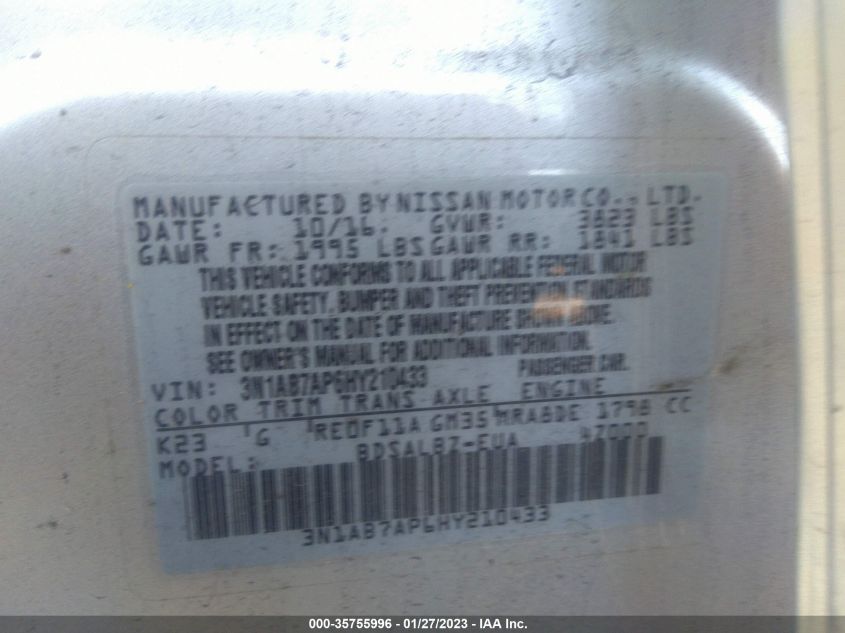 MANUFACTURED BY NISSAN MOTOR CO., LTD.
DATE: 10/16. GVWR: 3823 LBS
GAWR FR: 1995 LBS GAWR RR: 1841 LBS
THIS VEHICLE CONFORMS TO ALL APPLICABLE FEDERAL MOTOR
VEHICLE SAFETY, BUMPER AND THEFT PREVENTION STANDARDS
IN EFFECT ON THE DATE OF MANUFACTURE SHOWN ABOVE.
SEE OWNER'S MANUAL FOR ADDITIONAL INFORMATION.
VIN: 3N1AB7AP6HY210433 PASSENGER CAR.
COLOR TRIM TRANS AXLE ENGINE
K23 G RE0F11A GM35 MRA8DE 1798 CC
MODEL: BDSALB7-EUA 47000
3N1AB7AP6HY210433
000-35755996 - 01/27/2023 - IAA Inc.